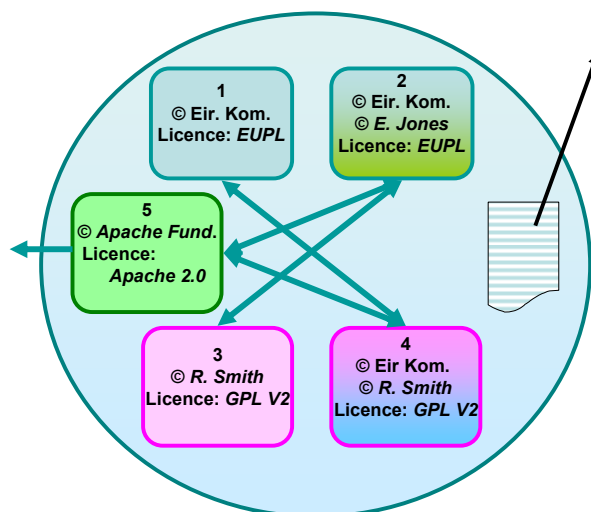 1
© Eir. Kom.
Licence: EUPL
2
© Eir. Kom.
© E. Jones
Licence: EUPL
5
© Apache Fund.
Licence:
Apache 2.0
3
© R. Smith
Licence: GPL V2
4
© Eir Kom.
© R. Smith
Licence: GPL V2